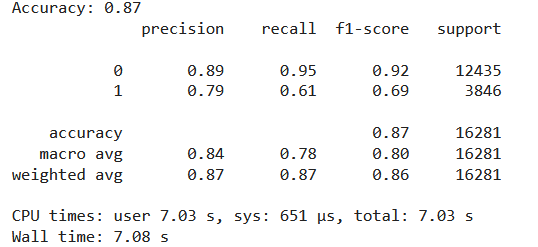 Accuracy: 0.87
precision recall f1-score support
0 0.89 0.95 0.92 12435
1 0.79 0.61 0.69 3846
accuracy 0.87 16281
macro avg 0.84 0.78 0.80 16281
weighted avg 0.87 0.87 0.86 16281
CPU times: user 7.03 s, sys: 651 µs, total: 7.03 s
Wall time: 7.08 s